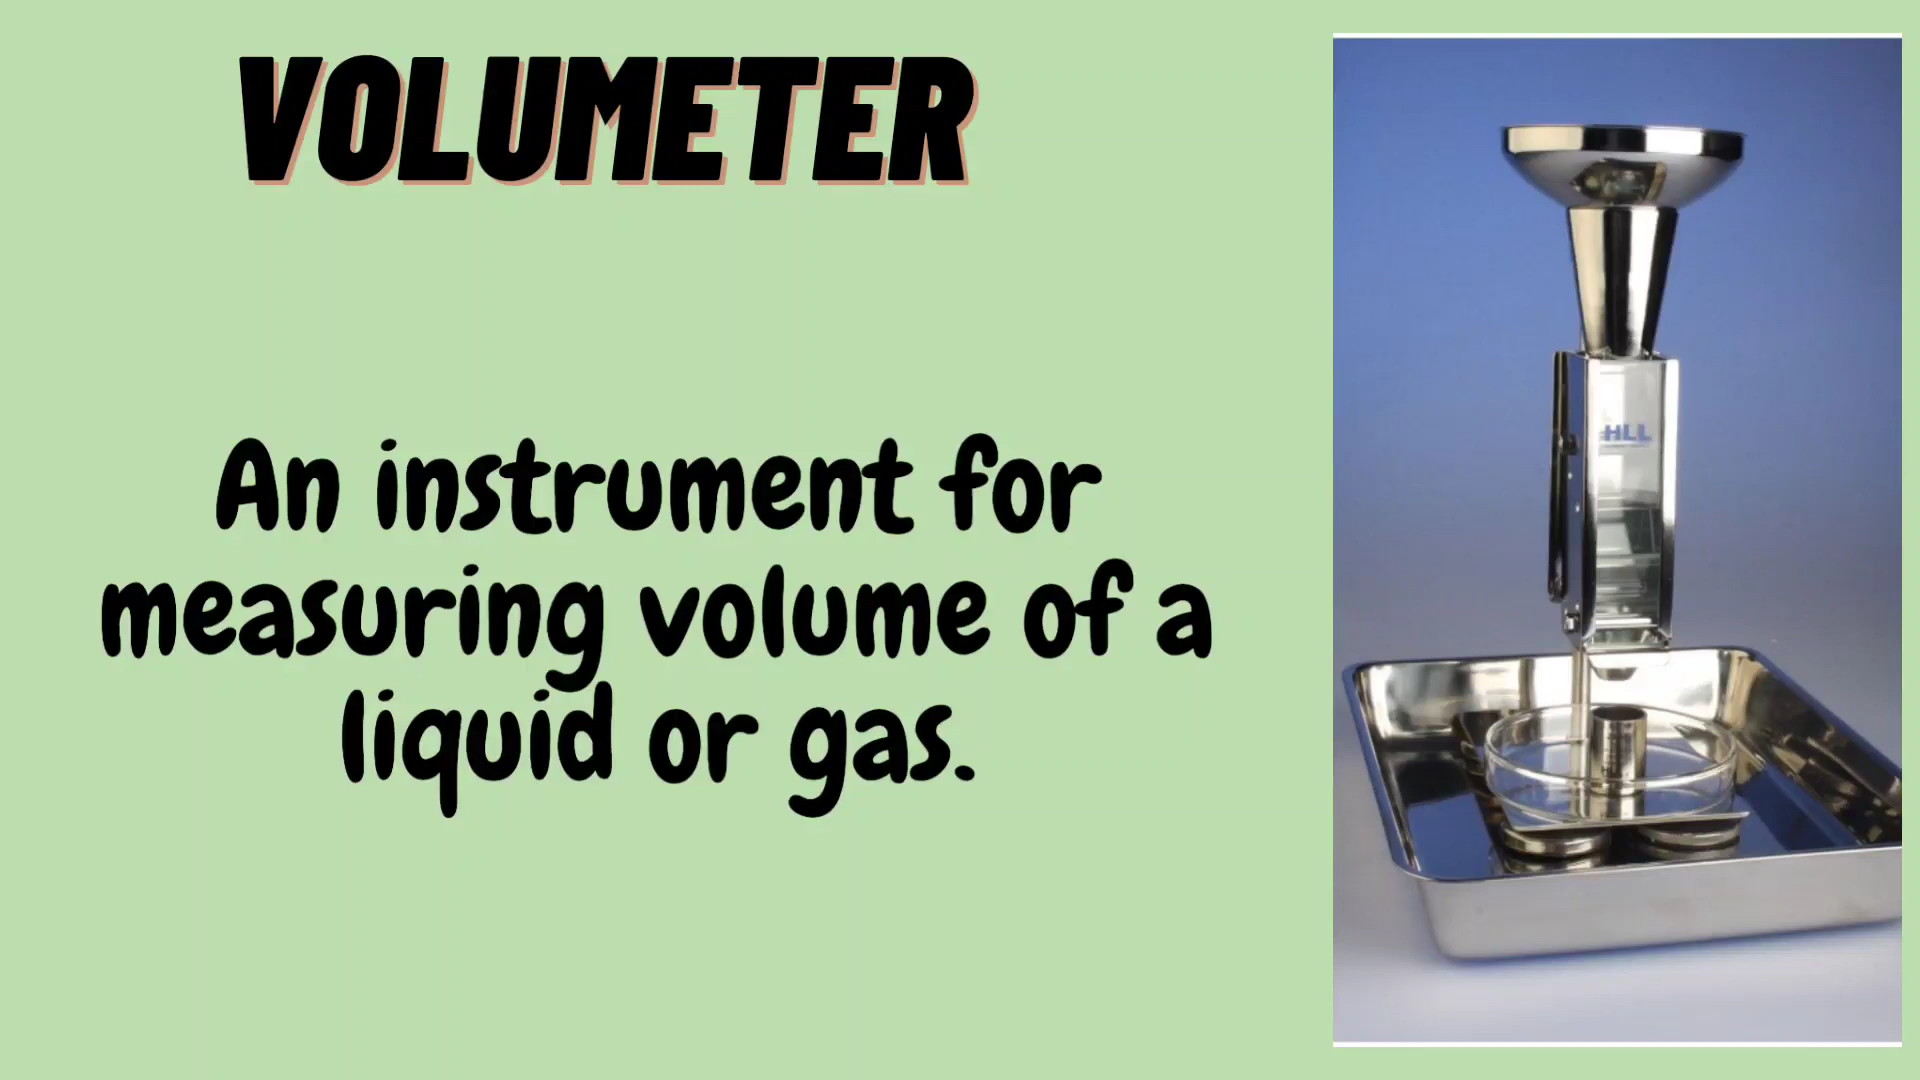 VOLUMETER
An instrument for
measuring volume of a
liquid or gas.
HLL